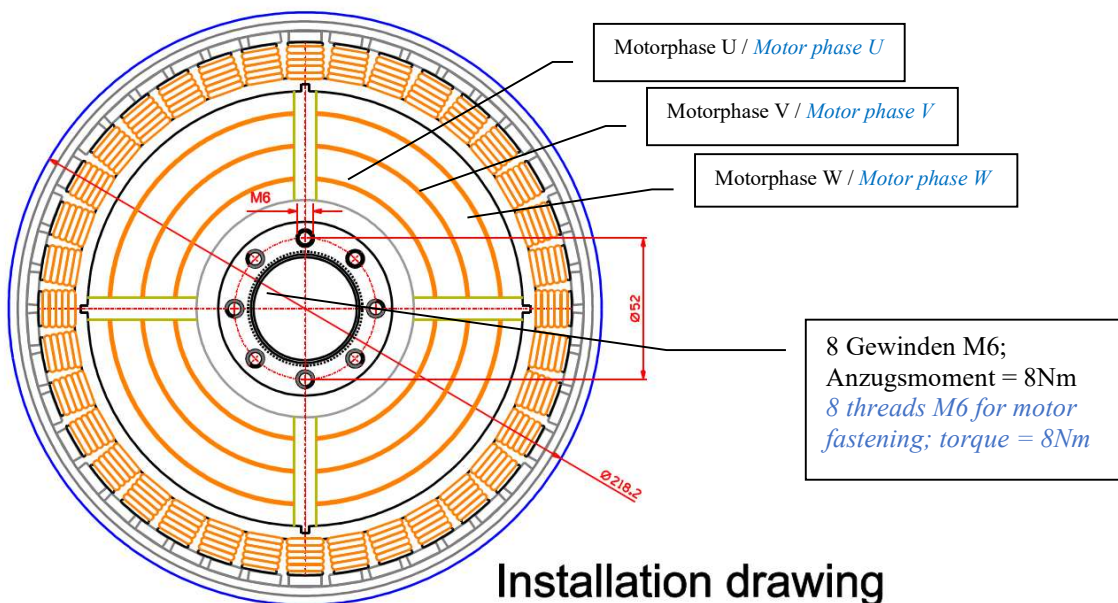 Motorphase U / Motor phase U
Motorphase V / Motor phase V
Motorphase W / Motor phase W
M6
Ø52
8 Gewinden M6;
Anzugsmoment = 8Nm
8 threads M6 for motor
fastening; torque = 8Nm
Ø218.2
Installation drawing